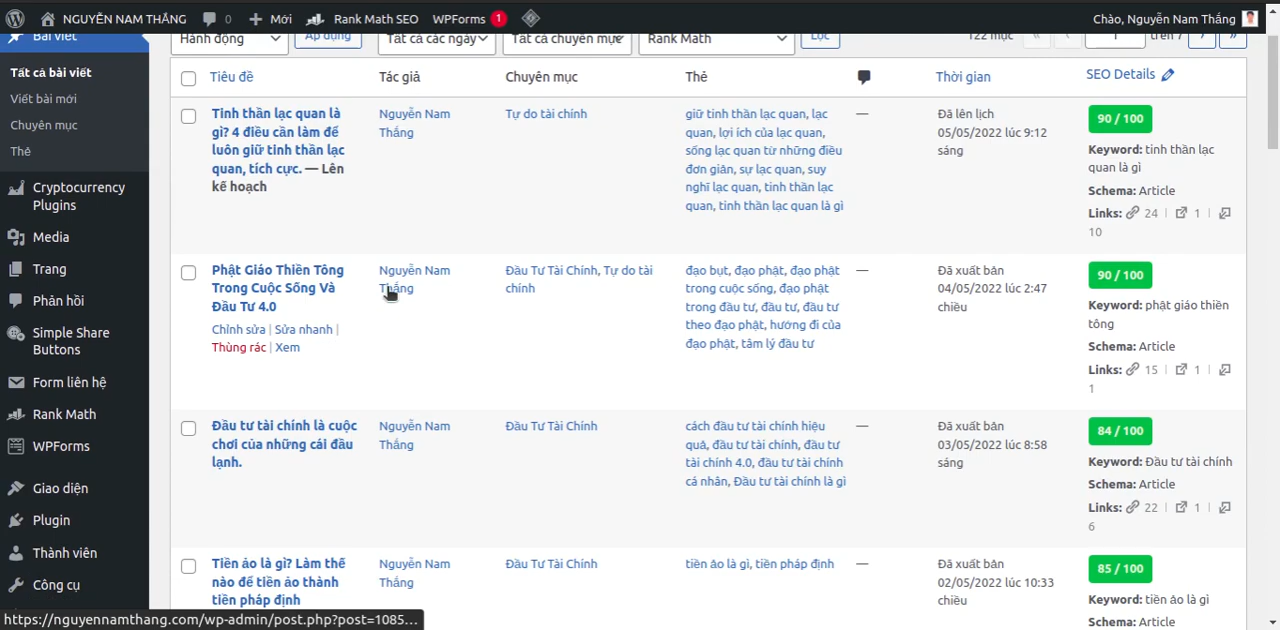 NGUYỄN NAM THẮNG
0
Mới
Rank Math SEO
WPForms
1
Chào, Nguyễn Nam Thắng
Bài viết
Tất cả bài viết
Viết bài mới
Chuyên mục
Thẻ
Cryptocurrency
Plugins
Media
Trang
Phản hồi
Simple Share
Buttons
Form liên hệ
Rank Math
WPForms
Giao diện
Plugin
Thành viên
Công cụ
Hành động
Áp dụng
Tất cả các ngày
Tất cả chuyên mục
Rank Math
Lọc
122 mục
«
‹
1
trên 7
›
»
Tiêu đề
Tác giả
Chuyên mục
Thẻ
Thời gian
SEO Details
Tinh thần lạc quan là
gì? 4 điều cần làm để
luôn giữ tinh thần lạc
quan, tích cực. — Lên
kế hoạch
Nguyễn Nam
Thắng
Tự do tài chính
giữ tinh thần lạc quan, lạc
quan, lợi ích của lạc quan,
sống lạc quan từ những điều
đơn giản, sự lạc quan, suy
nghĩ lạc quan, tinh thần lạc
quan, tinh thần lạc quan là gì
—
Đã lên lịch
05/05/2022 lúc 9:12
sáng
90 / 100
Keyword: tinh thần lạc
quan là gì
Schema: Article
Links: 24 | 1 |
10
Phật Giáo Thiền Tông
Trong Cuộc Sống Và
Đầu Tư 4.0
Chỉnh sửa | Sửa nhanh |
Thùng rác | Xem
Nguyễn Nam
Thắng
Đầu Tư Tài Chính, Tự do tài
chính
đạo bụt, đạo phật, đạo phật
trong cuộc sống, đạo phật
trong đầu tư, đầu tư, đầu tư
theo đạo phật, hướng đi của
đạo phật, tâm lý đầu tư
—
Đã xuất bản
04/05/2022 lúc 2:47
chiều
90 / 100
Keyword: phật giáo thiền
tông
Schema: Article
Links: 15 | 1 |
1
Đầu tư tài chính là cuộc
chơi của những cái đầu
lạnh.
Nguyễn Nam
Thắng
Đầu Tư Tài Chính
cách đầu tư tài chính hiệu
quả, đầu tư tài chính, đầu tư
tài chính 4.0, đầu tư tài chính
cá nhân, Đầu tư tài chính là gì
—
Đã xuất bản
03/05/2022 lúc 8:58
sáng
84 / 100
Keyword: Đầu tư tài chính
Schema: Article
Links: 22 | 1 |
6
Tiền ảo là gì? Làm thế
nào để tiền ảo thành
tiền pháp định
Nguyễn Nam
Thắng
Đầu Tư Tài Chính
tiền ảo là gì, tiền pháp định
—
Đã xuất bản
02/05/2022 lúc 10:33
chiều
85 / 100
Keyword: tiền ảo là gì
Schema: Article
https://nguyennamthang.com/wp-admin/post.php?post=1085...